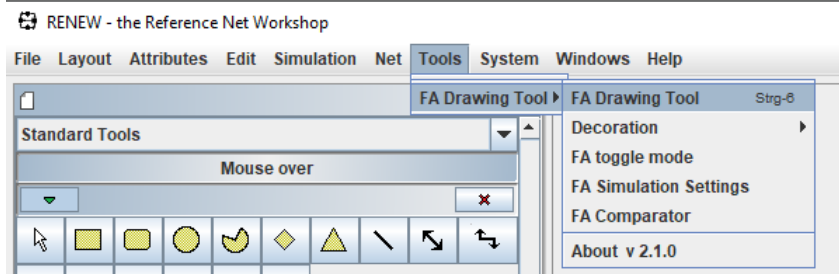 RENEW - the Reference Net Workshop
File Layout Attributes Edit Simulation Net Tools System Windows Help
FA Drawing Tool
FA Drawing Tool Strg-6
Decoration
FA toggle mode
FA Simulation Settings
FA Comparator
About v 2.1.0
Standard Tools
Mouse over